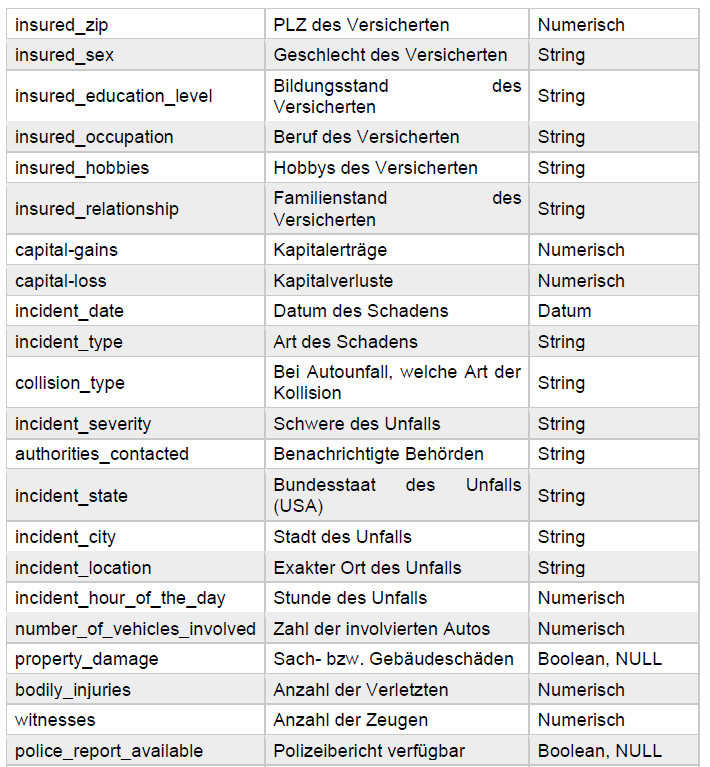 insured_zip PLZ des Versicherten Numerisch
insured_sex Geschlecht des Versicherten String
insured_education_level Bildungsstand des Versicherten String
insured_occupation Beruf des Versicherten String
insured_hobbies Hobbys des Versicherten String
insured_relationship Familienstand des Versicherten String
capital-gains Kapitalerträge Numerisch
capital-loss Kapitalverluste Numerisch
incident_date Datum des Schadens Datum
incident_type Art des Schadens String
collision_type Bei Autounfall, welche Art der Kollision String
incident_severity Schwere des Unfalls String
authorities_contacted Benachrichtigte Behörden String
incident_state Bundesstaat des Unfalls (USA) String
incident_city Stadt des Unfalls String
incident_location Exakter Ort des Unfalls String
incident_hour_of_the_day Stunde des Unfalls Numerisch
number_of_vehicles_involved Zahl der involvierten Autos Numerisch
property_damage Sach- bzw. Gebäudeschäden Boolean, NULL
bodily_injuries Anzahl der Verletzten Numerisch
witnesses Anzahl der Zeugen Numerisch
police_report_available Polizeibericht verfügbar Boolean, NULL